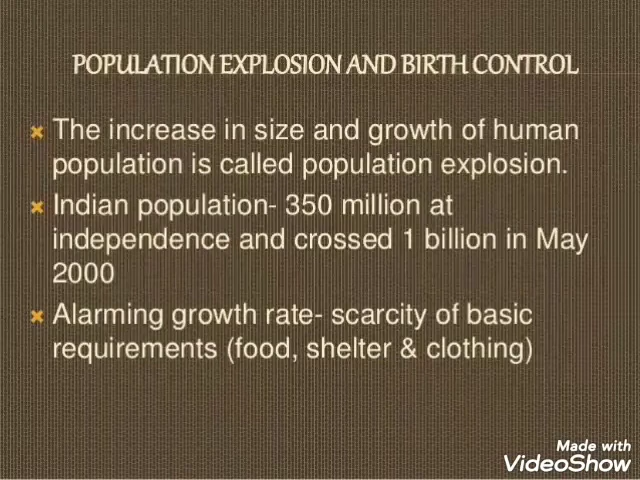 POPULATION EXPLOSION AND BIRTH CONTROL
The increase in size and growth of human
population is called population explosion.
Indian population- 350 million at
independence and crossed 1 billion in May
2000
Alarming growth rate- scarcity of basic
requirements (food, shelter & clothing)
Made with
VideoShow